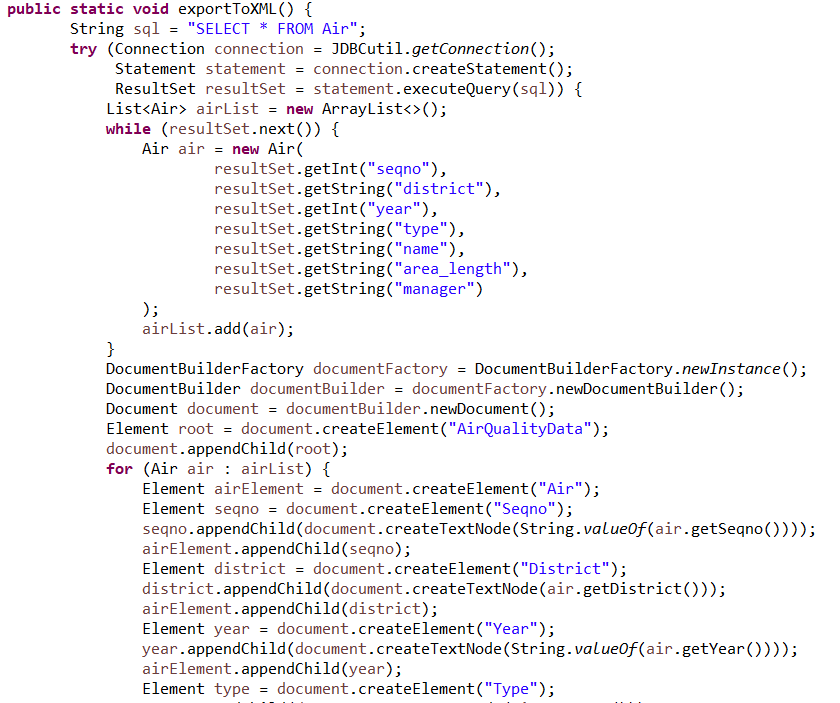 public static void exportToXML() {
String sql = "SELECT * FROM Air";
try (Connection connection = JDBCutil.getConnection();
Statement statement = connection.createStatement();
ResultSet resultSet = statement.executeQuery(sql)) {
List<Air> airList = new ArrayList<>();
while (resultSet.next()) {
Air air = new Air(
resultSet.getInt("seqno"),
resultSet.getString("district"),
resultSet.getInt("year"),
resultSet.getString("type"),
resultSet.getString("name"),
resultSet.getString("area_length"),
resultSet.getString("manager")
);
airList.add(air);
}
DocumentBuilderFactory documentFactory = DocumentBuilderFactory.newInstance();
DocumentBuilder documentBuilder = documentFactory.newDocumentBuilder();
Document document = documentBuilder.newDocument();
Element root = document.createElement("AirQualityData");
document.appendChild(root);
for (Air air : airList) {
Element airElement = document.createElement("Air");
Element seqno = document.createElement("Seqno");
seqno.appendChild(document.createTextNode(String.valueOf(air.getSeqno())));
airElement.appendChild(seqno);
Element district = document.createElement("District");
district.appendChild(document.createTextNode(air.getDistrict()));
airElement.appendChild(district);
Element year = document.createElement("Year");
year.appendChild(document.createTextNode(String.valueOf(air.getYear())));
airElement.appendChild(year);
Element type = document.createElement("Type");